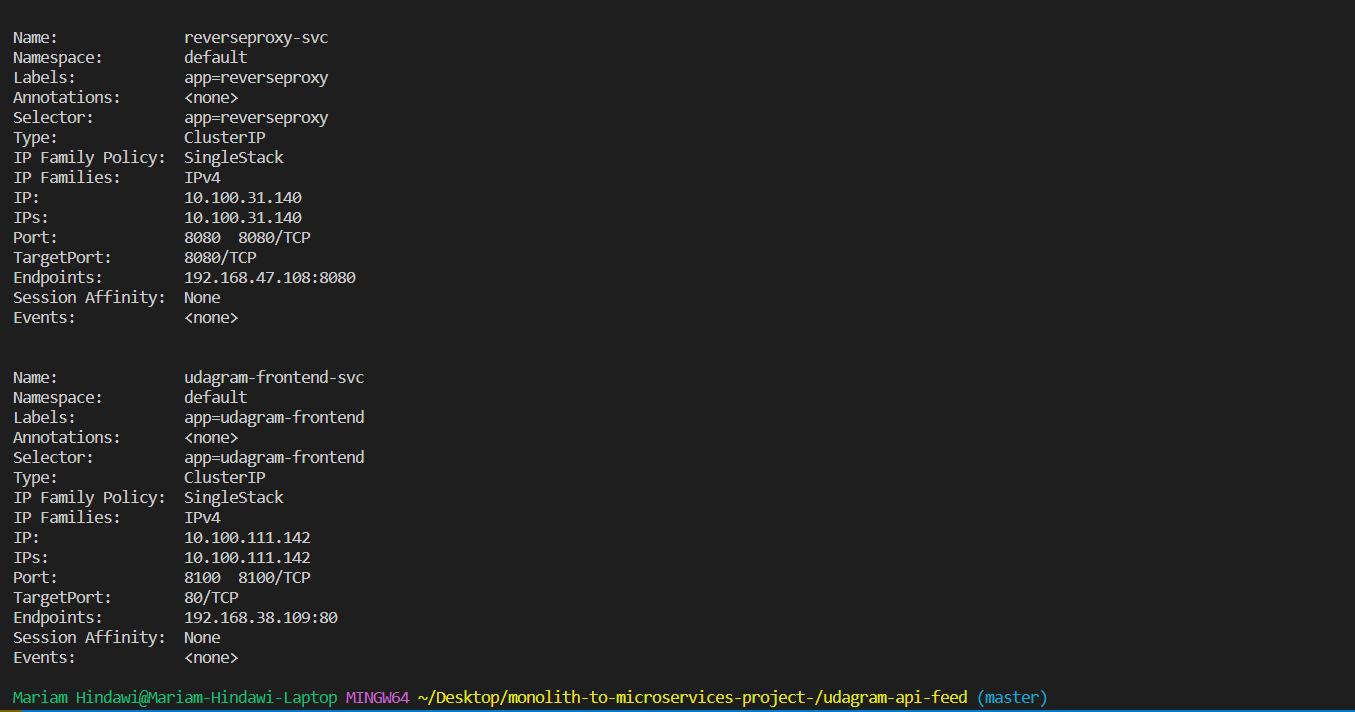 Name:              reverseproxy-svc
Namespace:         default
Labels:            app=reverseproxy
Annotations:       <none>
Selector:          app=reverseproxy
Type:              ClusterIP
IP Family Policy:  SingleStack
IP Families:       IPv4
IP:                10.100.31.140
IPs:               10.100.31.140
Port:              8080  8080/TCP
TargetPort:        8080/TCP
Endpoints:         192.168.47.108:8080
Session Affinity:  None
Events:            <none>
Name:              udagram-frontend-svc
Namespace:         default
Labels:            app=udagram-frontend
Annotations:       <none>
Selector:          app=udagram-frontend
Type:              ClusterIP
IP Family Policy:  SingleStack
IP Families:       IPv4
IP:                10.100.111.142
IPs:               10.100.111.142
Port:              8100  8100/TCP
TargetPort:        80/TCP
Endpoints:         192.168.38.109:80
Session Affinity:  None
Events:            <none>
Mariam Hindawi@Mariam-Hindawi-Laptop MINGW64 ~/Desktop/monolith-to-microservices-project-/udagram-api-feed (master)